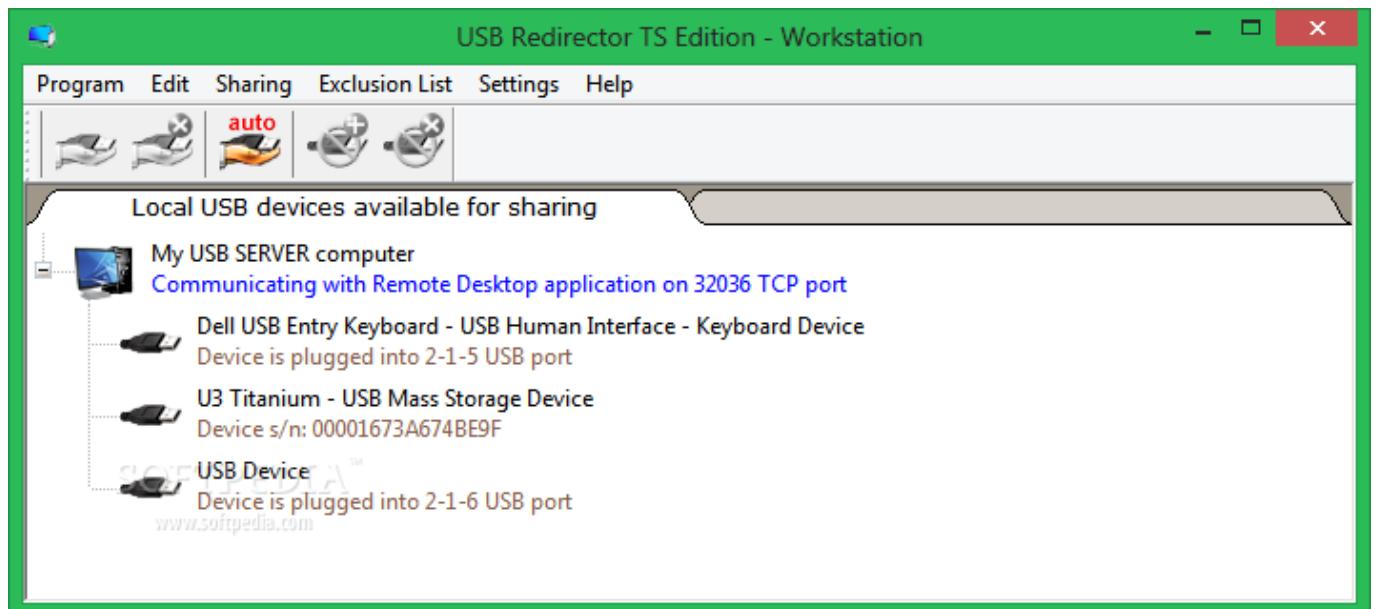 USB Redirector TS Edition - Workstation
Program Edit Sharing Exclusion List Settings Help
auto
Local USB devices available for sharing
My USB SERVER computer
Communicating with Remote Desktop application on 32036 TCP port
Dell USB Entry Keyboard - USB Human Interface - Keyboard Device
Device is plugged into 2-1-5 USB port
U3 Titanium - USB Mass Storage Device
Device s/n: 00001673A674BE9F
SOFTPEDIA™
USB Device
Device is plugged into 2-1-6 USB port
www.softpedia.com